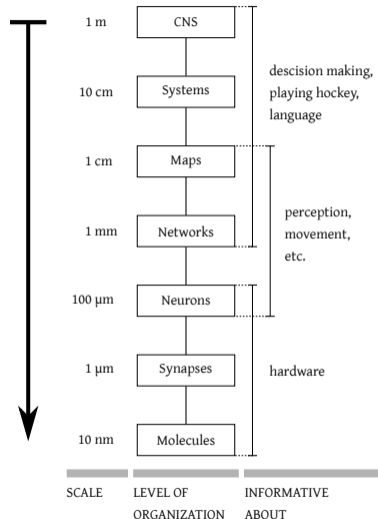 1 m
CNS
10 cm
Systems
descision making,
playing hockey,
language
1 cm
Maps
1 mm
Networks
perception,
movement,
etc.
100 μm
Neurons
1 μm
Synapses
hardware
10 nm
Molecules
SCALE
LEVEL OF
ORGANIZATION
INFORMATIVE
ABOUT